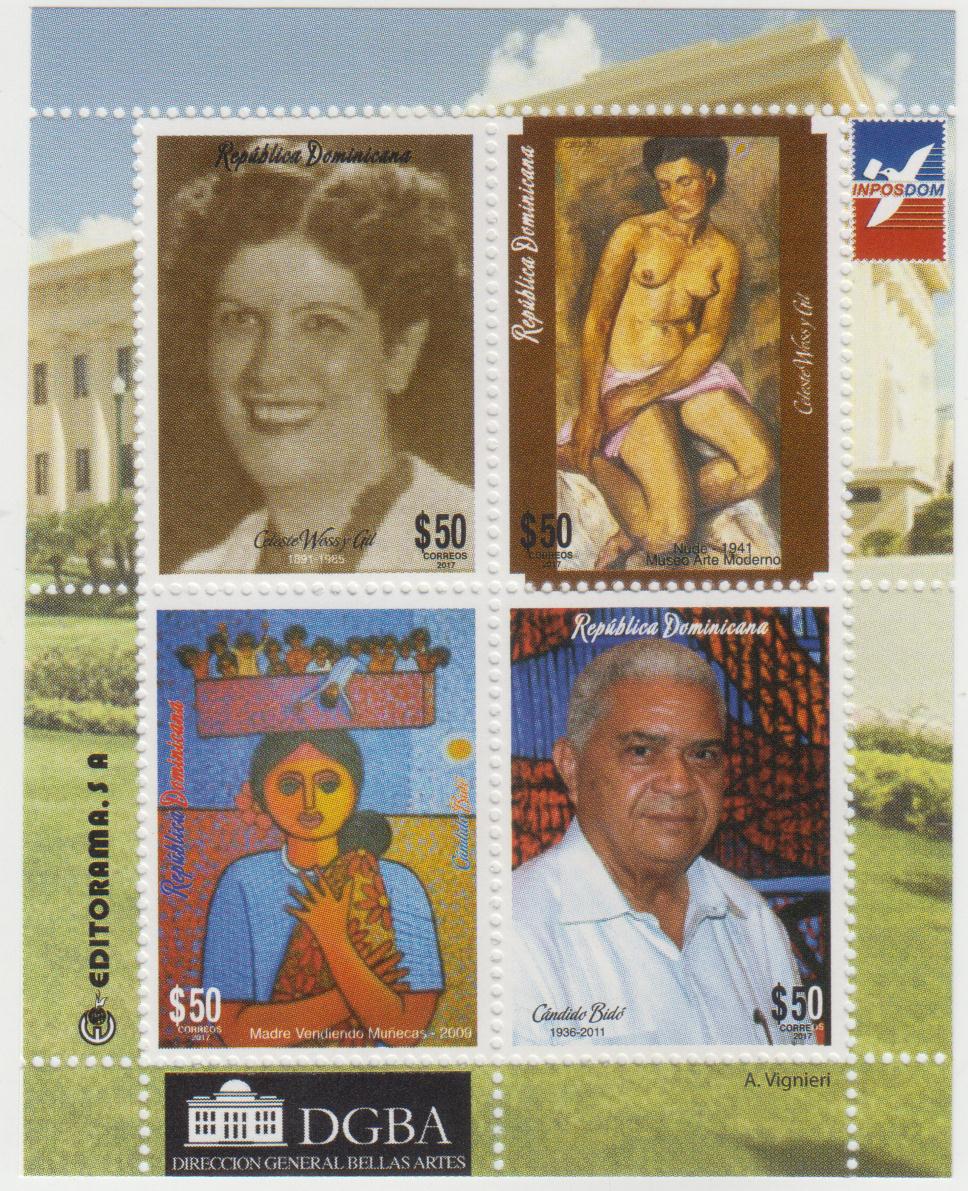 República Dominicana
Celeste Woss y Gil
1891-1985
$50
CORREOS
2017
República Dominicana
Celeste Woss y Gil
$50
CORREOS
2017
Nude - 1941
Museo Arte Moderno
INPOSDOM
República Dominicana
Cándido Bidó
$50
CORREOS
2017
Madre Vendiendo Muñecas - 2009
República Dominicana
Cándido Bidó
1936-2011
$50
CORREOS
2017
EDITORAMA. S A
A. Vignieri
DGBA
DIRECCION GENERAL BELLAS ARTES